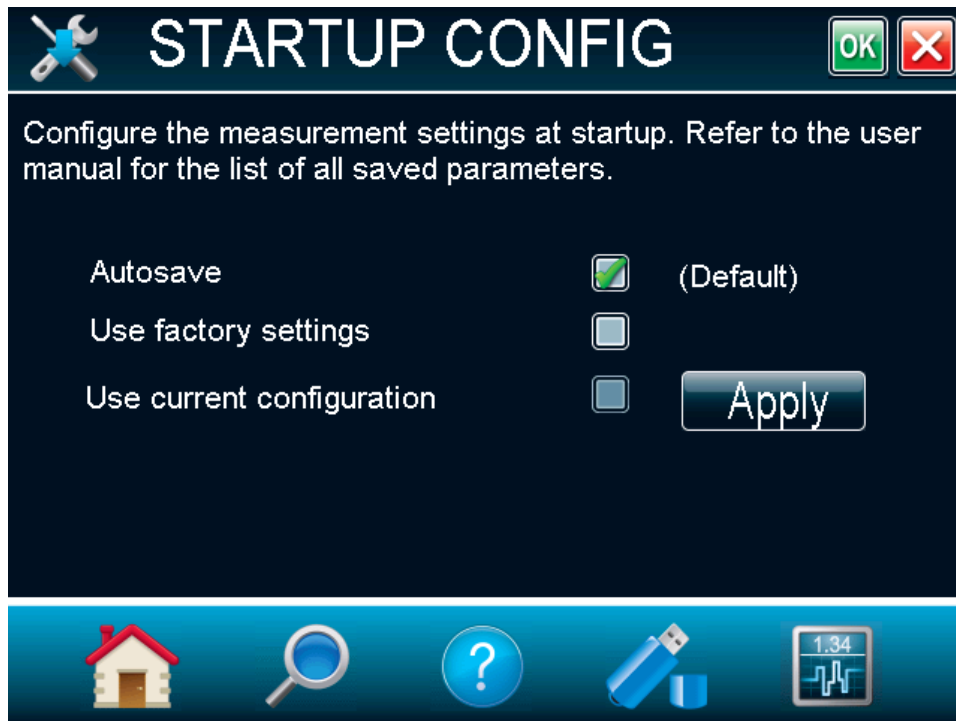 STARTUP CONFIG
OK
Configure the measurement settings at startup. Refer to the user
manual for the list of all saved parameters.
Autosave (Default)
Use factory settings
Use current configuration Apply
?
1.34